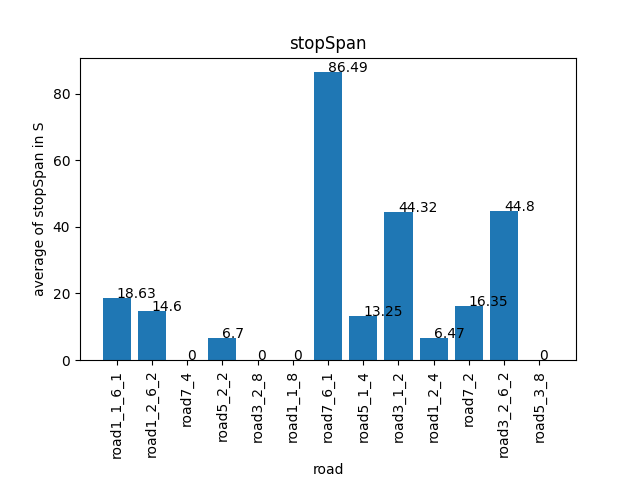 stopSpan
average of stopSpan in S
80
60
40
20
0
18.63
14.6
0
6.7
0
0
86.49
13.25
44.32
6.47
16.35
44.8
0
road1_1_6_1
road1_2_6_2
road7_4
road5_2_2
road3_2_8
road1_1_8
road7_6_1
road5_1_4
road3_1_2
road1_2_4
road7_2
road3_2_6_2
road5_3_8
road